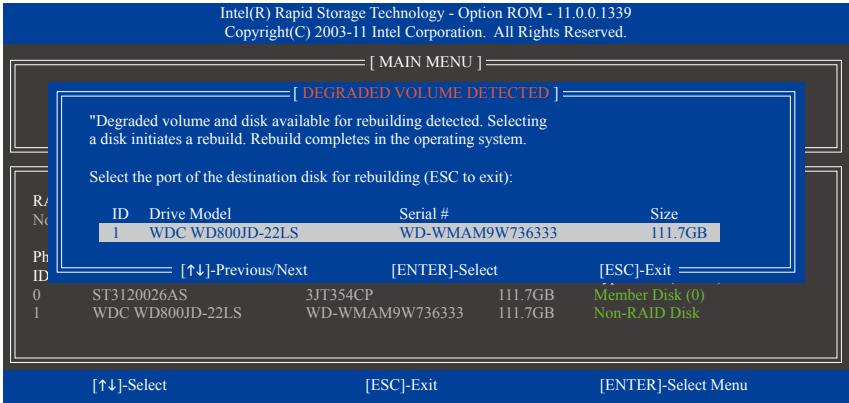 Intel(R) Rapid Storage Technology - Option ROM - 11.0.0.1339
Copyright(C) 2003-11 Intel Corporation.  All Rights Reserved.
[ MAIN MENU ]
[ DEGRADED VOLUME DETECTED ]
"Degraded volume and disk available for rebuilding detected. Selecting
a disk initiates a rebuild. Rebuild completes in the operating system.
Select the port of the destination disk for rebuilding (ESC to exit):
ID Drive Model Serial # Size
1 WDC WD800JD-22LS WD-WMAM9W736333 111.7GB
[↑↓]-Previous/Next [ENTER]-Select [ESC]-Exit
ID
0 ST3120026AS 3JT354CP 111.7GB Member Disk (0)
1 WDC WD800JD-22LS WD-WMAM9W736333 111.7GB Non-RAID Disk
[↑↓]-Select [ESC]-Exit [ENTER]-Select Menu